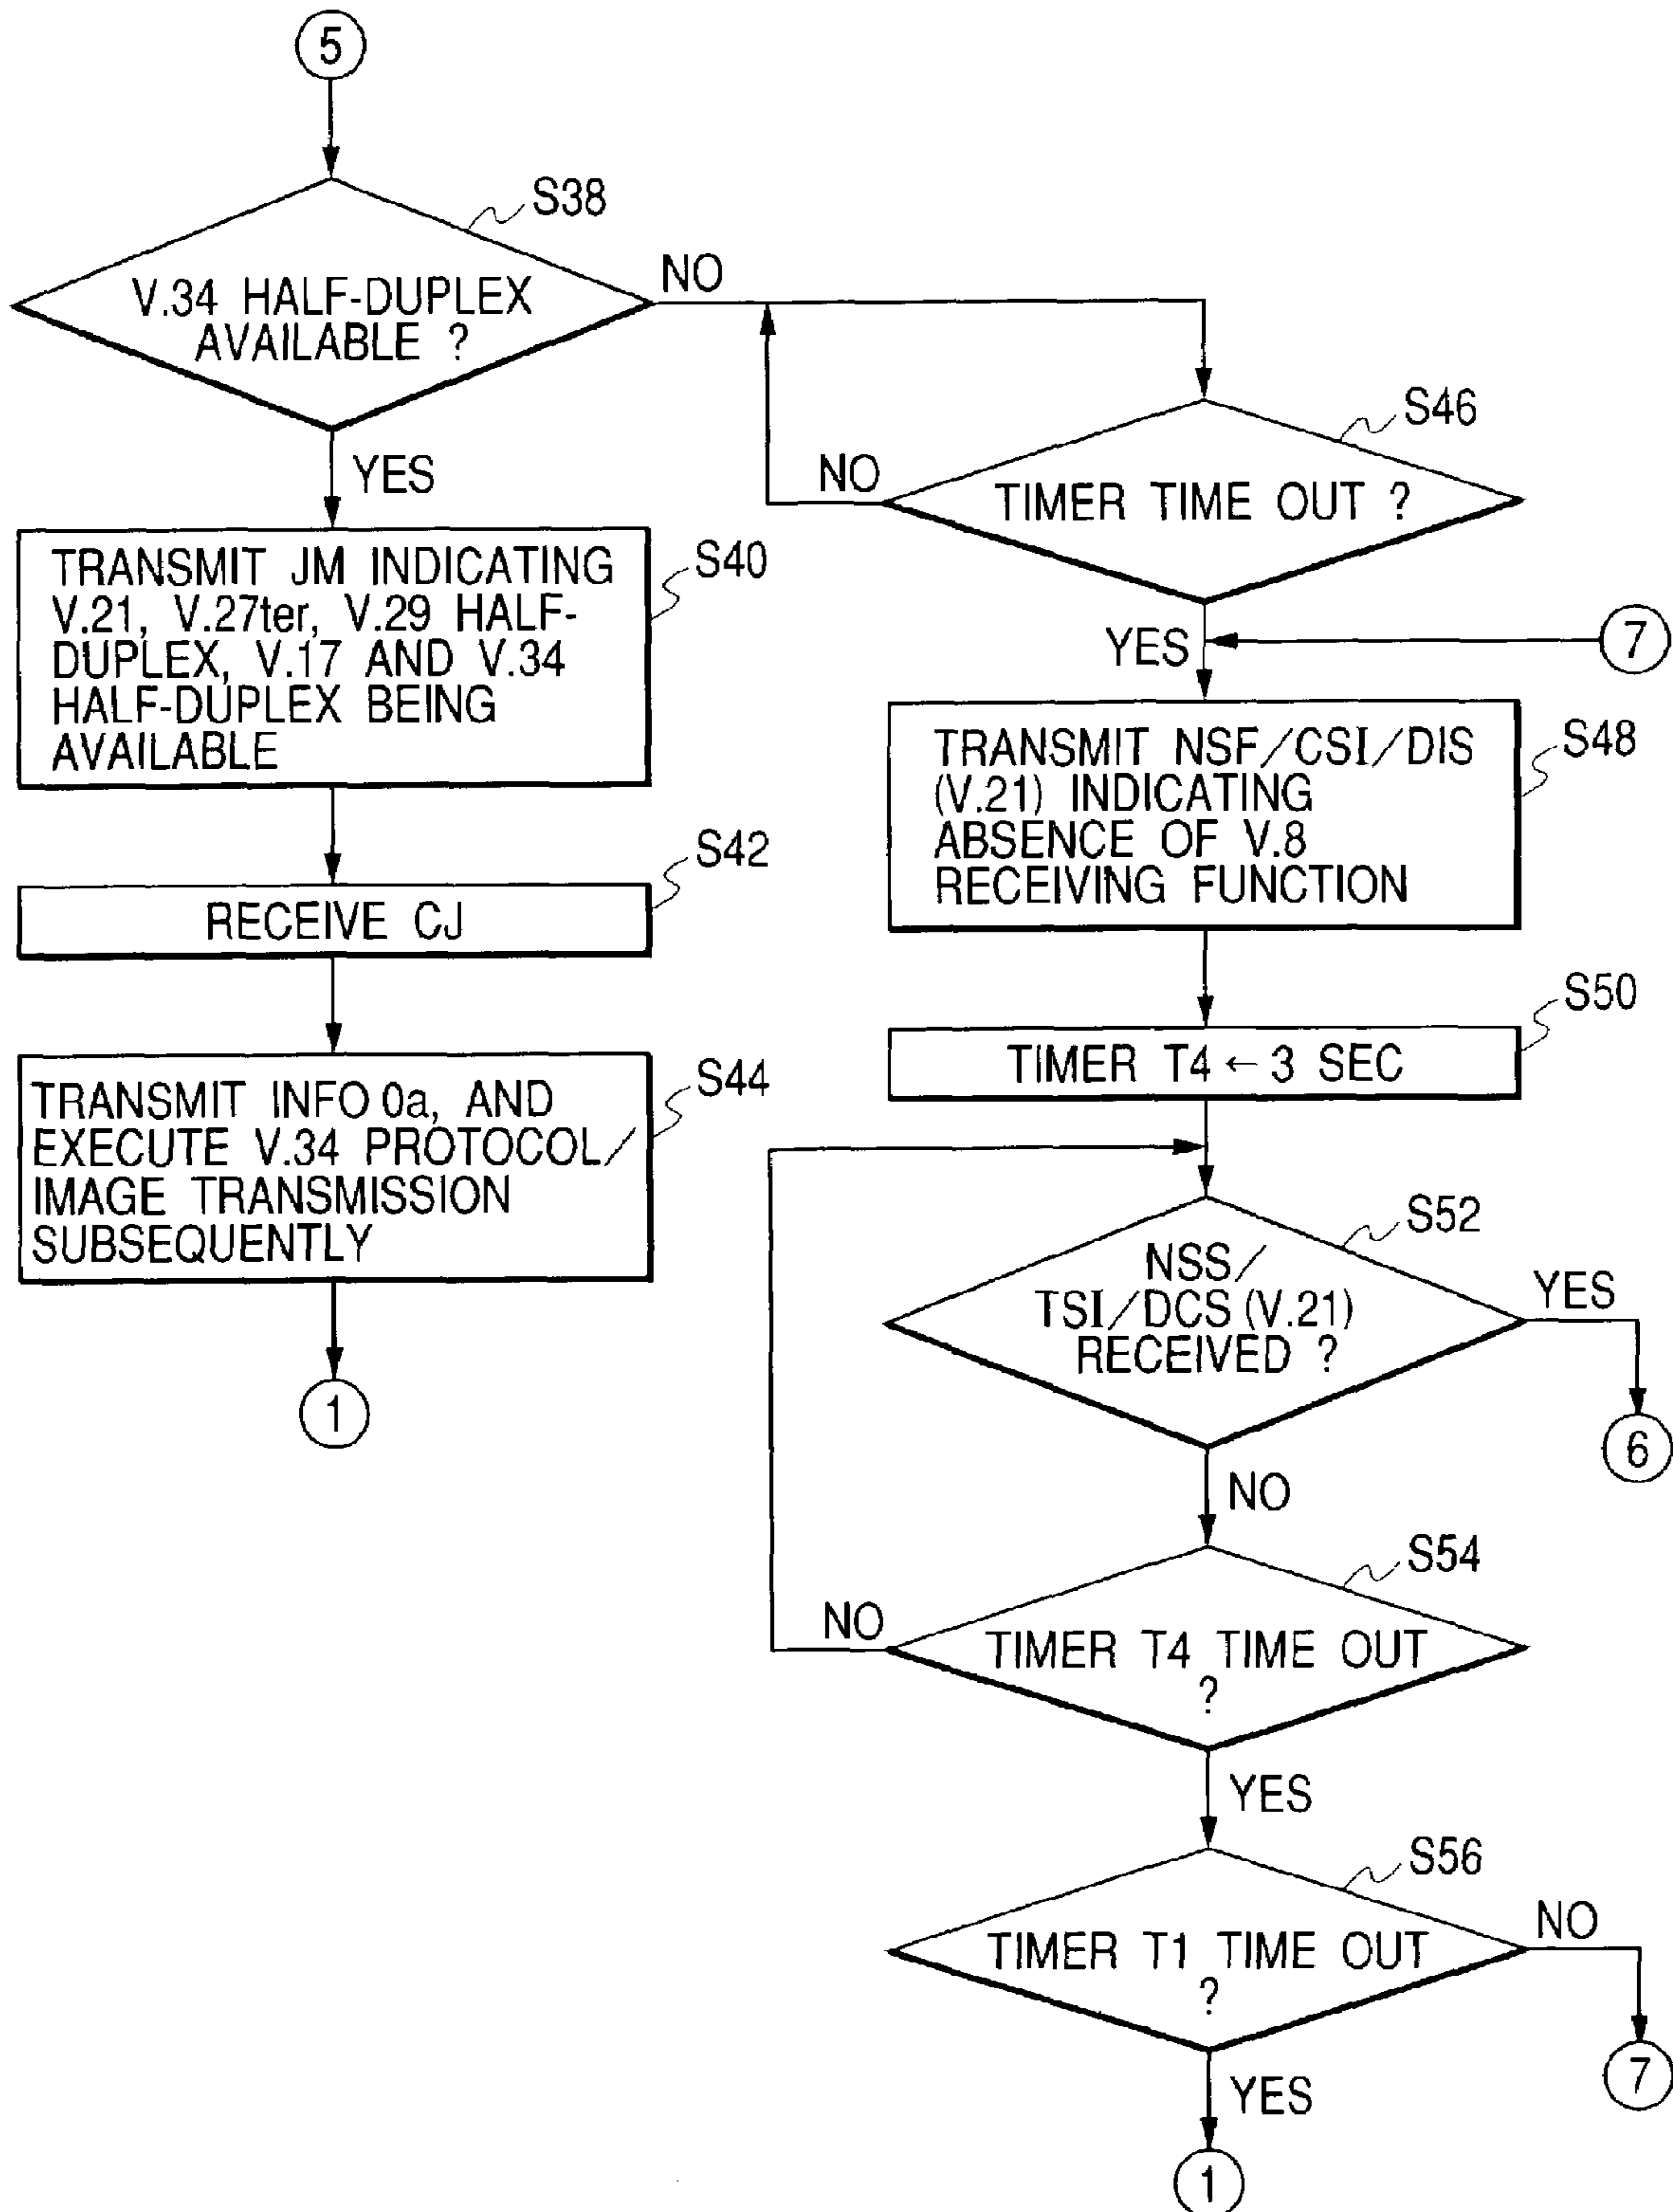 5
S38
V.34 HALF-DUPLEX
AVAILABLE ?
NO
YES
S40
TRANSMIT JM INDICATING
V.21, V.27ter, V.29 HALF-
DUPLEX, V.17 AND V.34
HALF-DUPLEX BEING
AVAILABLE
S42
RECEIVE CJ
S44
TRANSMIT INFO 0a, AND
EXECUTE V.34 PROTOCOL/
IMAGE TRANSMISSION
SUBSEQUENTLY
1
S46
TIMER TIME OUT ?
NO
YES
7
S48
TRANSMIT NSF/CSI/DIS
(V.21) INDICATING
ABSENCE OF V.8
RECEIVING FUNCTION
S50
TIMER T4 ← 3 SEC
S52
NSS/
TSI/DCS (V.21)
RECEIVED ?
YES
6
NO
S54
TIMER T4 TIME OUT
?
NO
YES
S56
TIMER T1 TIME OUT
?
NO
7
YES
1